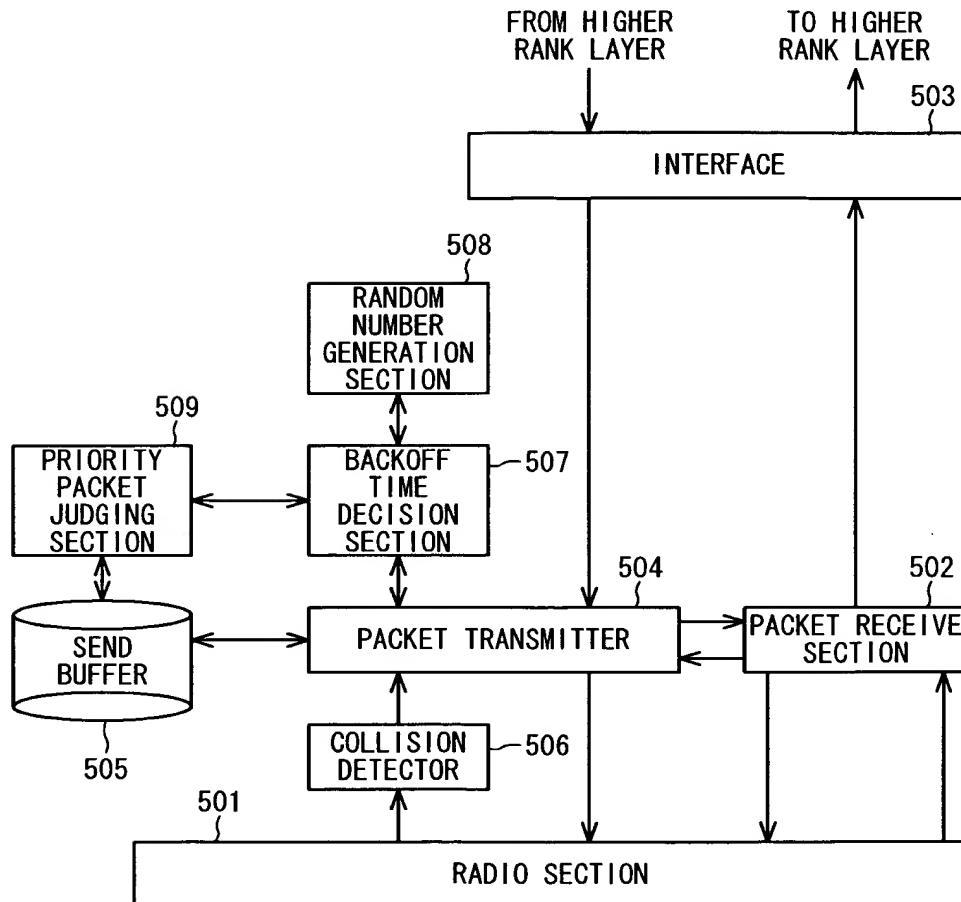 FROM HIGHER
RANK LAYER
TO HIGHER
RANK LAYER
503
INTERFACE
508
RANDOM
NUMBER
GENERATION
SECTION
509
PRIORITY
PACKET
JUDGING
SECTION
BACKOFF
TIME
DECISION
SECTION
507
504
502
SEND
BUFFER
PACKET TRANSMITTER
PACKET RECEIVE
SECTION
505
COLLISION
DETECTOR
506
501
RADIO SECTION